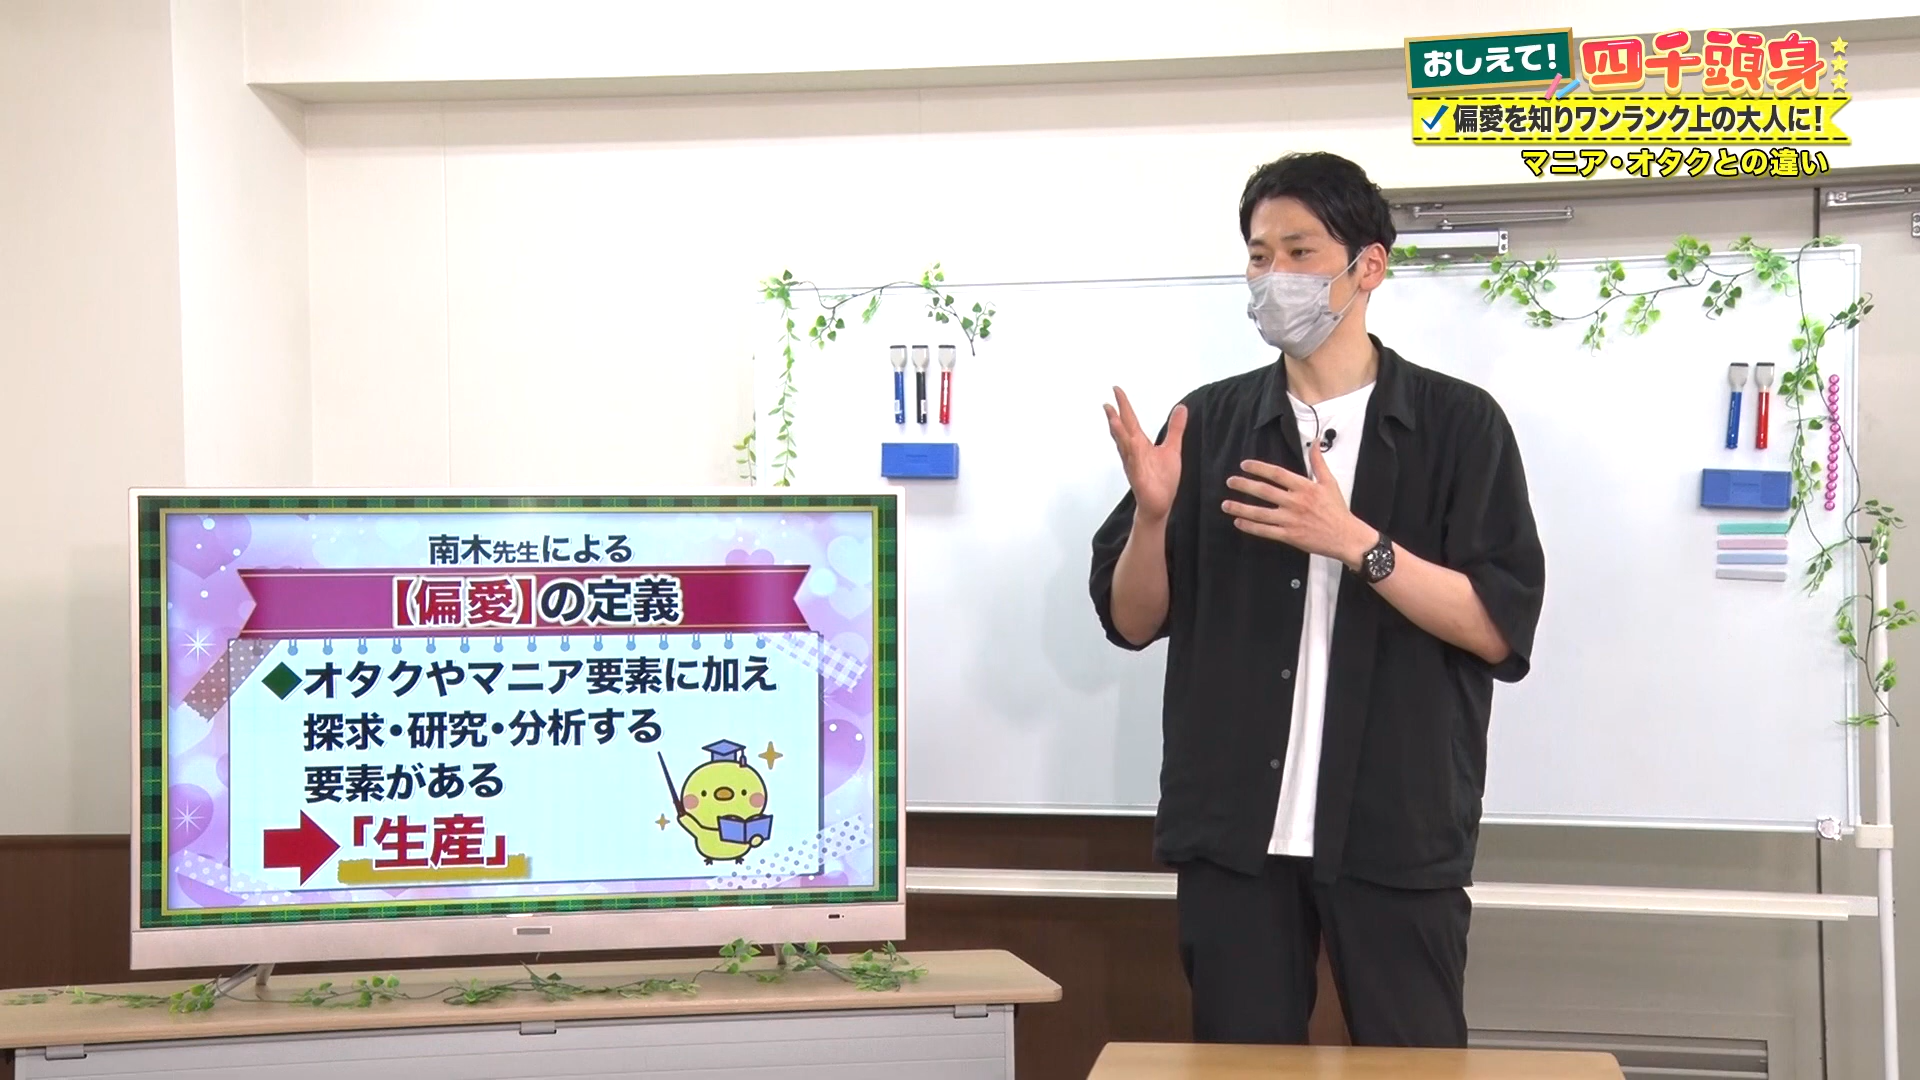 おしえて!
四千頭身
偏愛を知りワンランク上の大人に!
マニア・オタクとの違い
南木先生による
【偏愛】の定義
◆オタクやマニア要素に加え
探求・研究・分析する
要素がある
➡「生産」